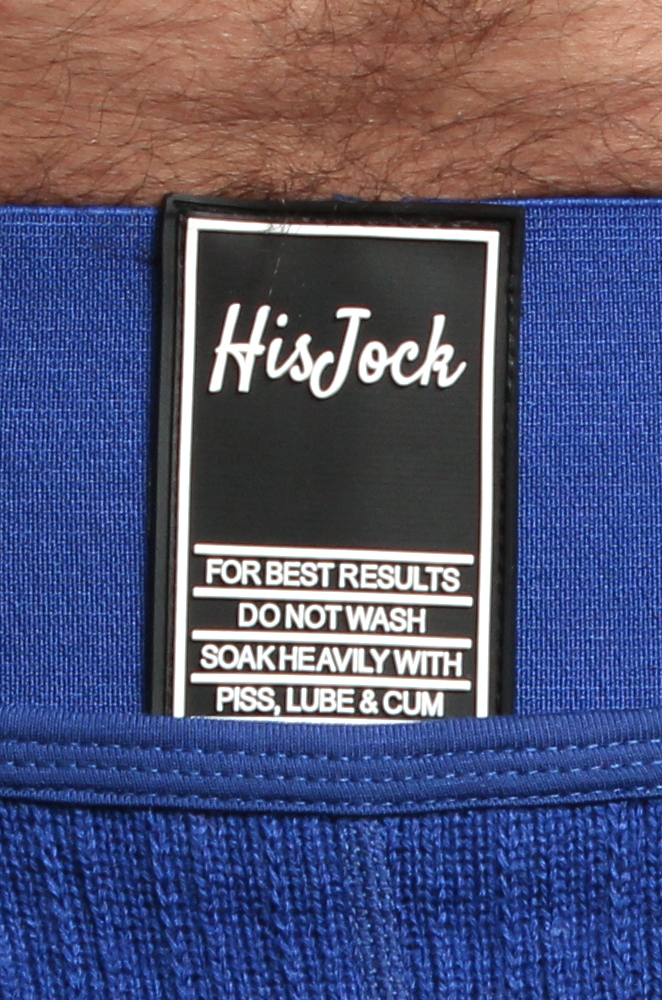 HisJock
FOR BEST RESULTS
DO NOT WASH
SOAK HEAVILY WITH
PISS, LUBE & CUM